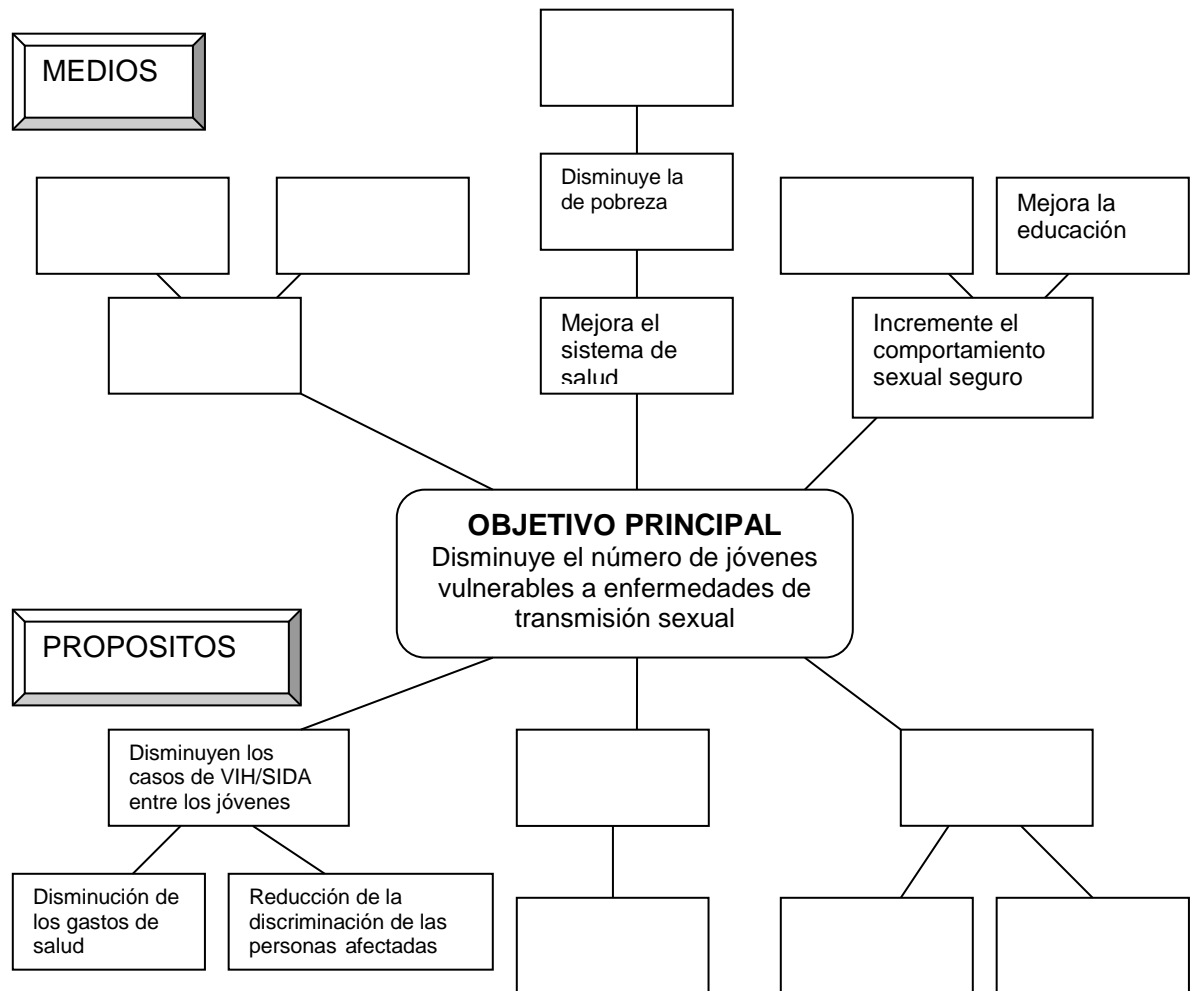 MEDIOS
Disminuye la
de pobreza
Mejora la
educación
Mejora el
sistema de
salud
Incremente el
comportamiento
sexual seguro
OBJETIVO PRINCIPAL
Disminuye el número de jóvenes
vulnerables a enfermedades de
transmisión sexual
PROPOSITOS
Disminuyen los
casos de VIH/SIDA
entre los jóvenes
Disminución de
los gastos de
salud
Reducción de la
discriminación de las
personas afectadas